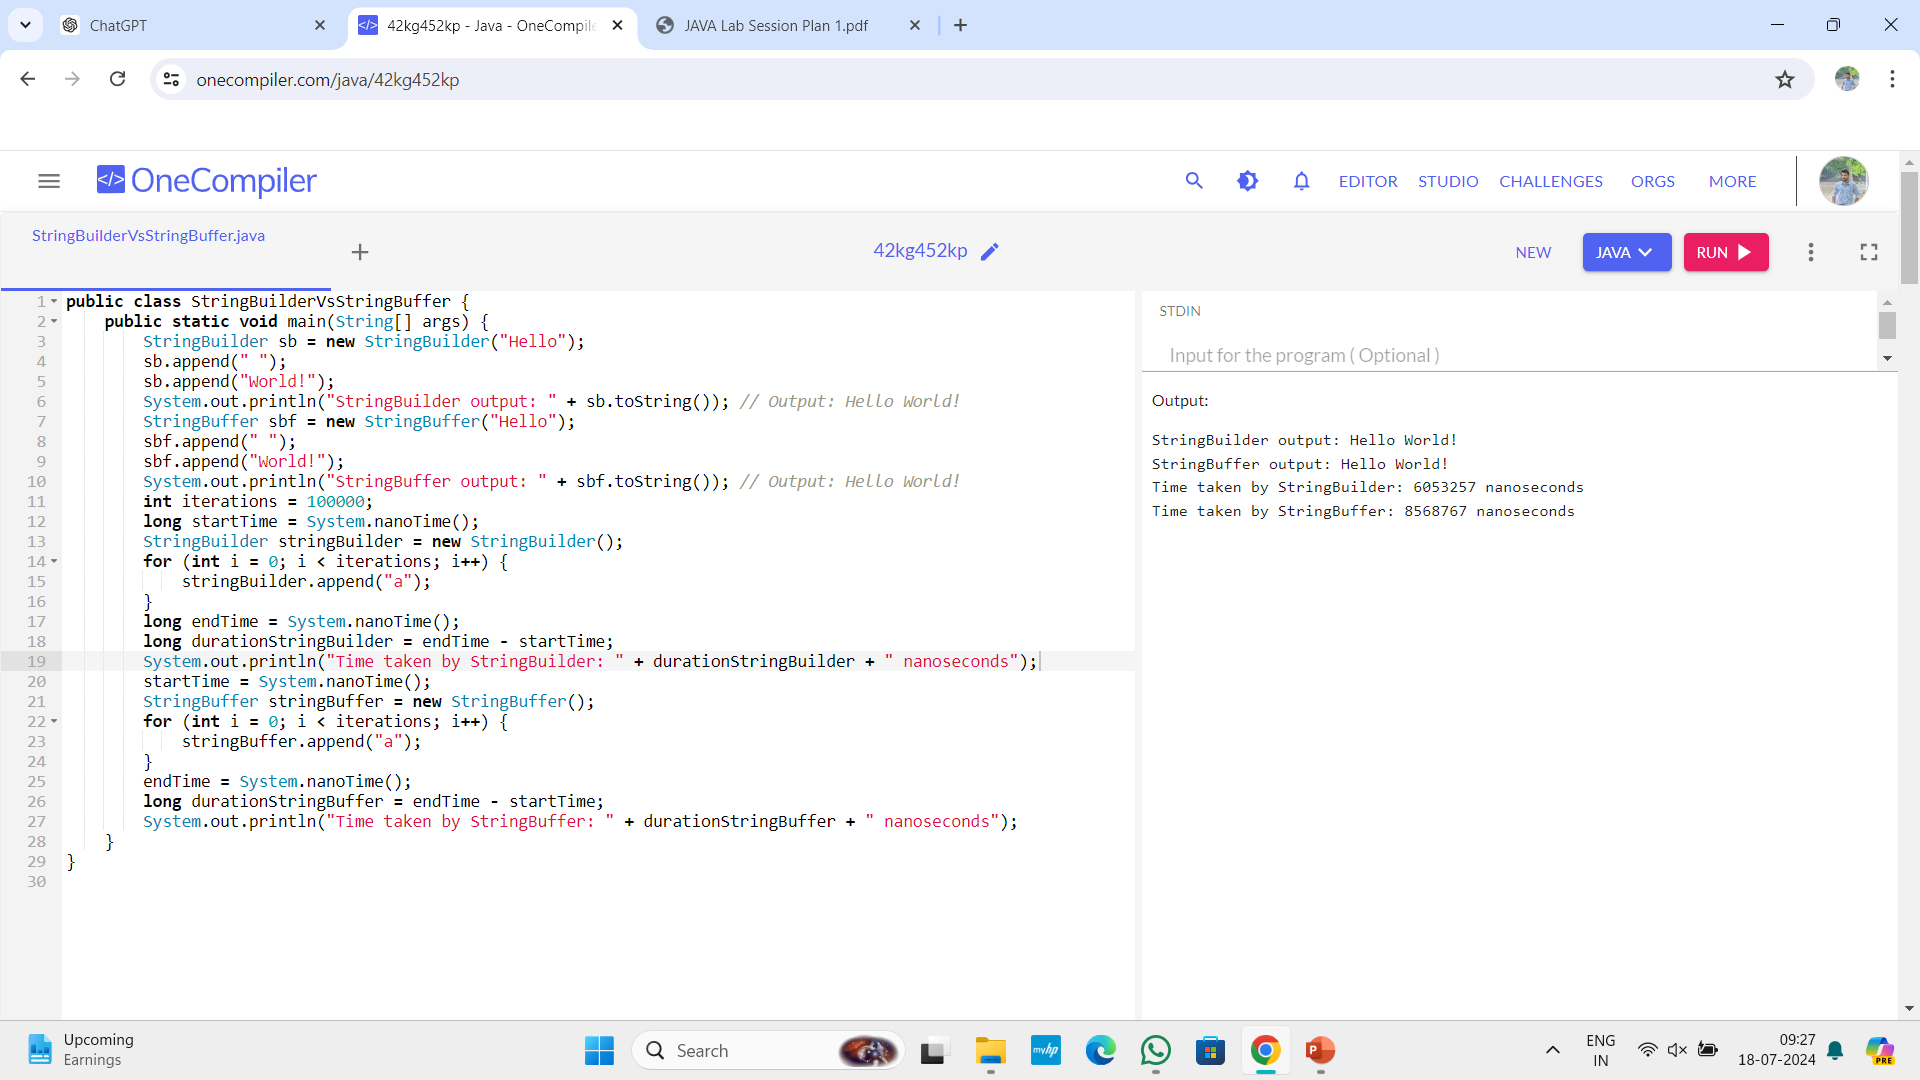 ChatGPT
42kg452kp - Java - OneCompile
JAVA Lab Session Plan 1.pdf
onecompiler.com/java/42kg452kp
</> OneCompiler
EDITOR STUDIO CHALLENGES ORGS MORE
StringBuilderVsStringBuffer.java
42kg452kp
NEW JAVA RUN
1 public class StringBuilderVsStringBuffer {
2     public static void main(String[] args) {
3         StringBuilder sb = new StringBuilder("Hello");
4         sb.append(" ");
5         sb.append("World!");
6         System.out.println("StringBuilder output: " + sb.toString()); // Output: Hello World!
7         StringBuffer sbf = new StringBuffer("Hello");
8         sbf.append(" ");
9         sbf.append("World!");
10         System.out.println("StringBuffer output: " + sbf.toString()); // Output: Hello World!
11         int iterations = 100000;
12         long startTime = System.nanoTime();
13         StringBuilder stringBuilder = new StringBuilder();
14         for (int i = 0; i < iterations; i++) {
15             stringBuilder.append("a");
16         }
17         long endTime = System.nanoTime();
18         long durationStringBuilder = endTime - startTime;
19         System.out.println("Time taken by StringBuilder: " + durationStringBuilder + " nanoseconds");
20         startTime = System.nanoTime();
21         StringBuffer stringBuffer = new StringBuffer();
22         for (int i = 0; i < iterations; i++) {
23             stringBuffer.append("a");
24         }
25         endTime = System.nanoTime();
26         long durationStringBuffer = endTime - startTime;
27         System.out.println("Time taken by StringBuffer: " + durationStringBuffer + " nanoseconds");
28     }
29 }
30
STDIN
Input for the program ( Optional )
Output:
StringBuilder output: Hello World!
StringBuffer output: Hello World!
Time taken by StringBuilder: 6053257 nanoseconds
Time taken by StringBuffer: 8568767 nanoseconds
Upcoming
Earnings
Search
myhp
P
ENG
IN
09:27
18-07-2024
PRE